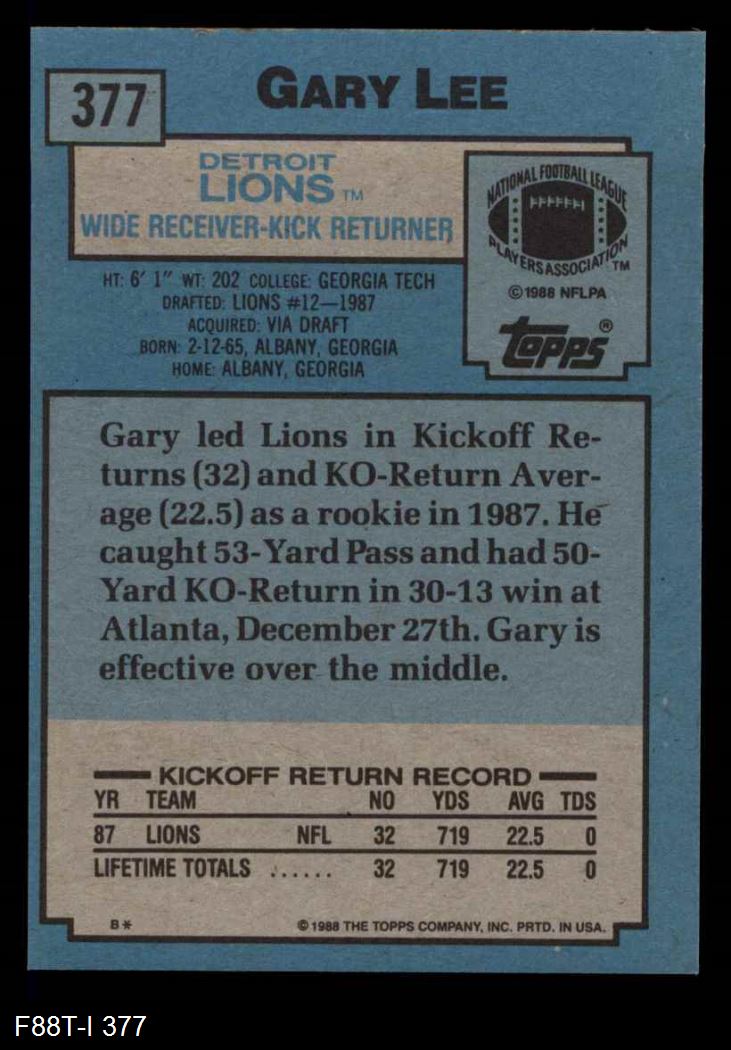 377
GARY LEE
DETROIT
LIONS TM
WIDE RECEIVER-KICK RETURNER
NATIONAL FOOTBALL LEAGUE
PLAYERS ASSOCIATION TM
©1988 NFLPA
TOPPS®
HT: 6' 1" WT: 202 COLLEGE: GEORGIA TECH
DRAFTED: LIONS #12—1987
ACQUIRED: VIA DRAFT
BORN: 2-12-65, ALBANY, GEORGIA
HOME: ALBANY, GEORGIA
Gary led Lions in Kickoff Re-
turns (32) and KO-Return Aver-
age (22.5) as a rookie in 1987. He
caught 53-Yard Pass and had 50-
Yard KO-Return in 30-13 win at
Atlanta, December 27th. Gary is
effective over the middle.
KICKOFF RETURN RECORD
YR TEAM NO YDS AVG TDS
87 LIONS NFL 32 719 22.5 0
LIFETIME TOTALS ...... 32 719 22.5 0
B* ©1988 THE TOPPS COMPANY, INC. PRTD. IN USA.
F88T-I 377